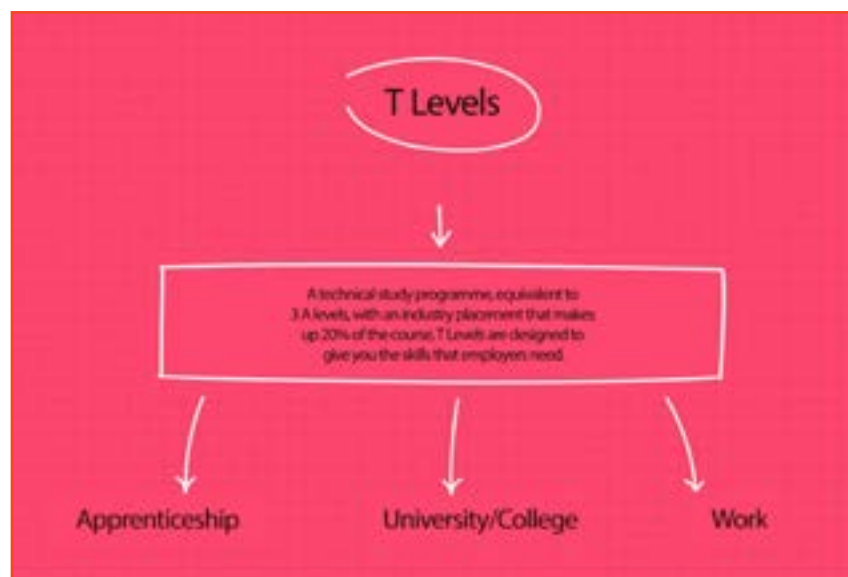 T Levels
A technical study programme, equivalent to
3 A levels, with an industry placement that makes
up 20% of the course. T Levels are designed to
give you the skills that employers need.
Apprenticeship
University/College
Work